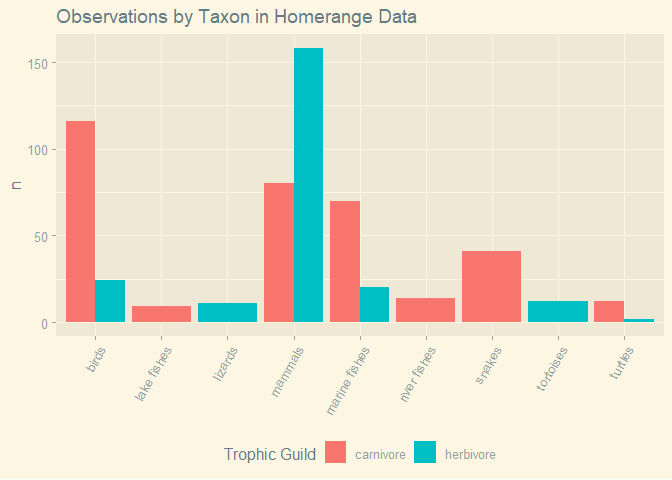 Observations by Taxon in Homerange Data
n
150
100
50
0
birds
lake fishes
lizards
mammals
marine fishes
river fishes
snakes
tortoises
turtles
Trophic Guild carnivore herbivore